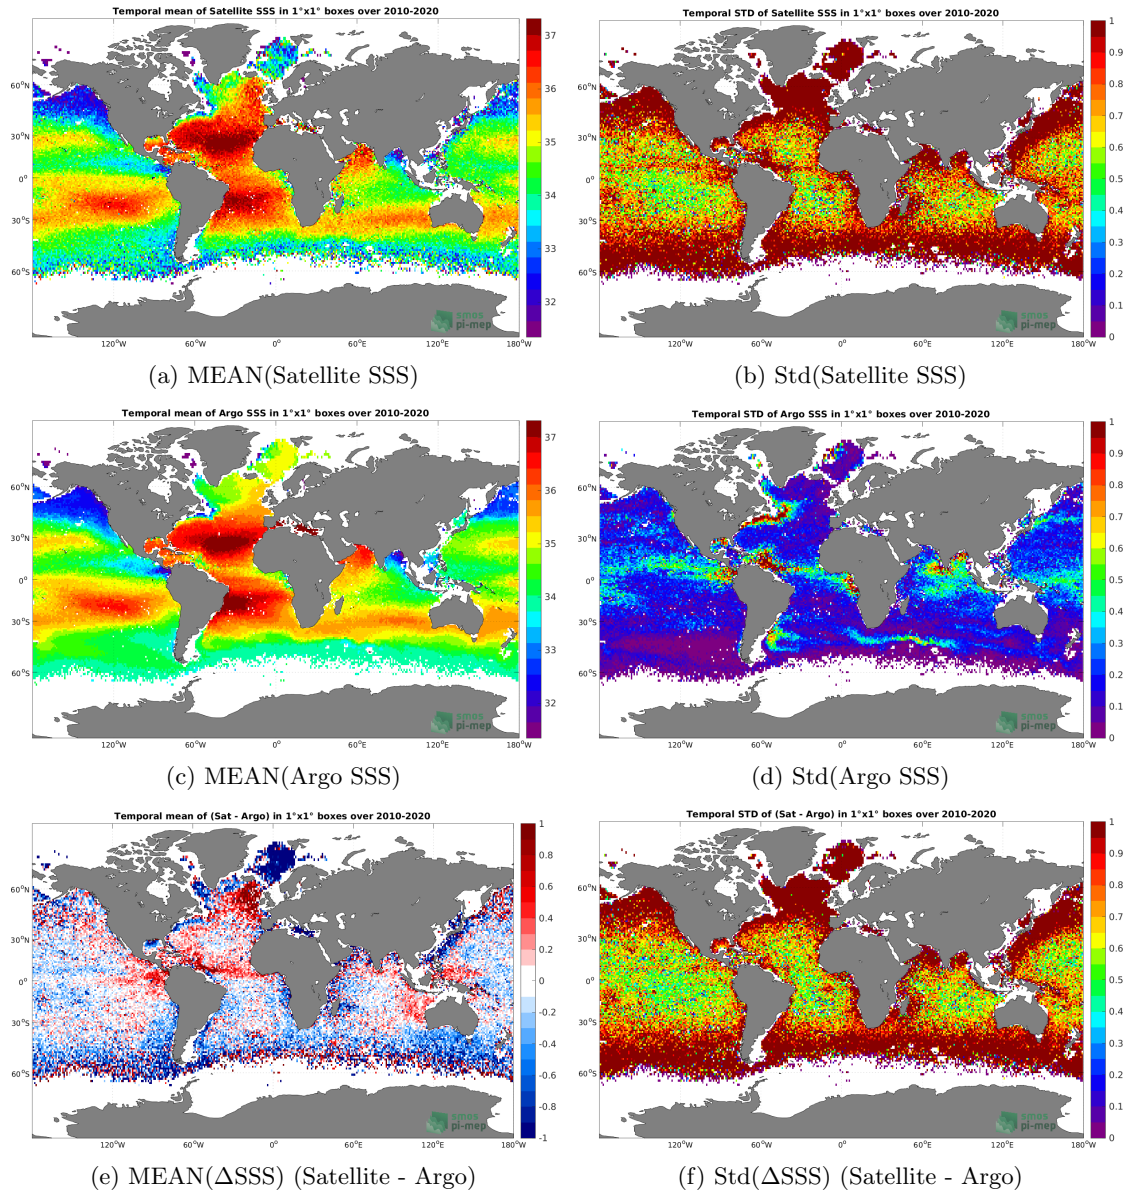 Temporal mean of Satellite SSS in 1°x1° boxes over 2010-2020
60°N
30°N
0°
30°S
60°S
120°W 60°W 0° 60°E 120°E 180°W
37
36
35
34
33
32
smos
pi-mep
(a) MEAN(Satellite SSS)
Temporal STD of Satellite SSS in 1°x1° boxes over 2010-2020
60°N
30°N
0°
30°S
60°S
120°W 60°W 0° 60°E 120°E 180°W
1
0.9
0.8
0.7
0.6
0.5
0.4
0.3
0.2
0.1
0
smos
pi-mep
(b) Std(Satellite SSS)
Temporal mean of Argo SSS in 1°x1° boxes over 2010-2020
60°N
30°N
0°
30°S
60°S
120°W 60°W 0° 60°E 120°E 180°W
37
36
35
34
33
32
smos
pi-mep
(c) MEAN(Argo SSS)
Temporal STD of Argo SSS in 1°x1° boxes over 2010-2020
60°N
30°N
0°
30°S
60°S
120°W 60°W 0° 60°E 120°E 180°W
1
0.9
0.8
0.7
0.6
0.5
0.4
0.3
0.2
0.1
0
smos
pi-mep
(d) Std(Argo SSS)
Temporal mean of (Sat - Argo) in 1°x1° boxes over 2010-2020
60°N
30°N
0°
30°S
60°S
120°W 60°W 0° 60°E 120°E 180°W
1
0.8
0.6
0.4
0.2
0
-0.2
-0.4
-0.6
-0.8
-1
smos
pi-mep
(e) MEAN(ΔSSS) (Satellite - Argo)
Temporal STD of (Sat - Argo) in 1°x1° boxes over 2010-2020
60°N
30°N
0°
30°S
60°S
120°W 60°W 0° 60°E 120°E 180°W
1
0.9
0.8
0.7
0.6
0.5
0.4
0.3
0.2
0.1
0
smos
pi-mep
(f) Std(ΔSSS) (Satellite - Argo)